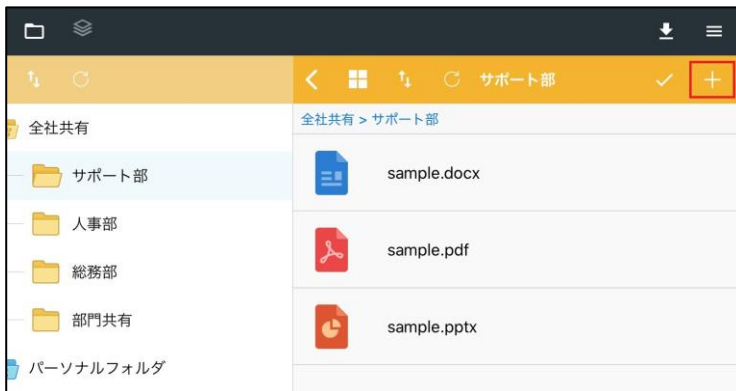 サポート部
全社共有
サポート部
人事部
総務部
部門共有
パーソナルフォルダ
全社共有 > サポート部
sample.docx
sample.pdf
sample.pptx